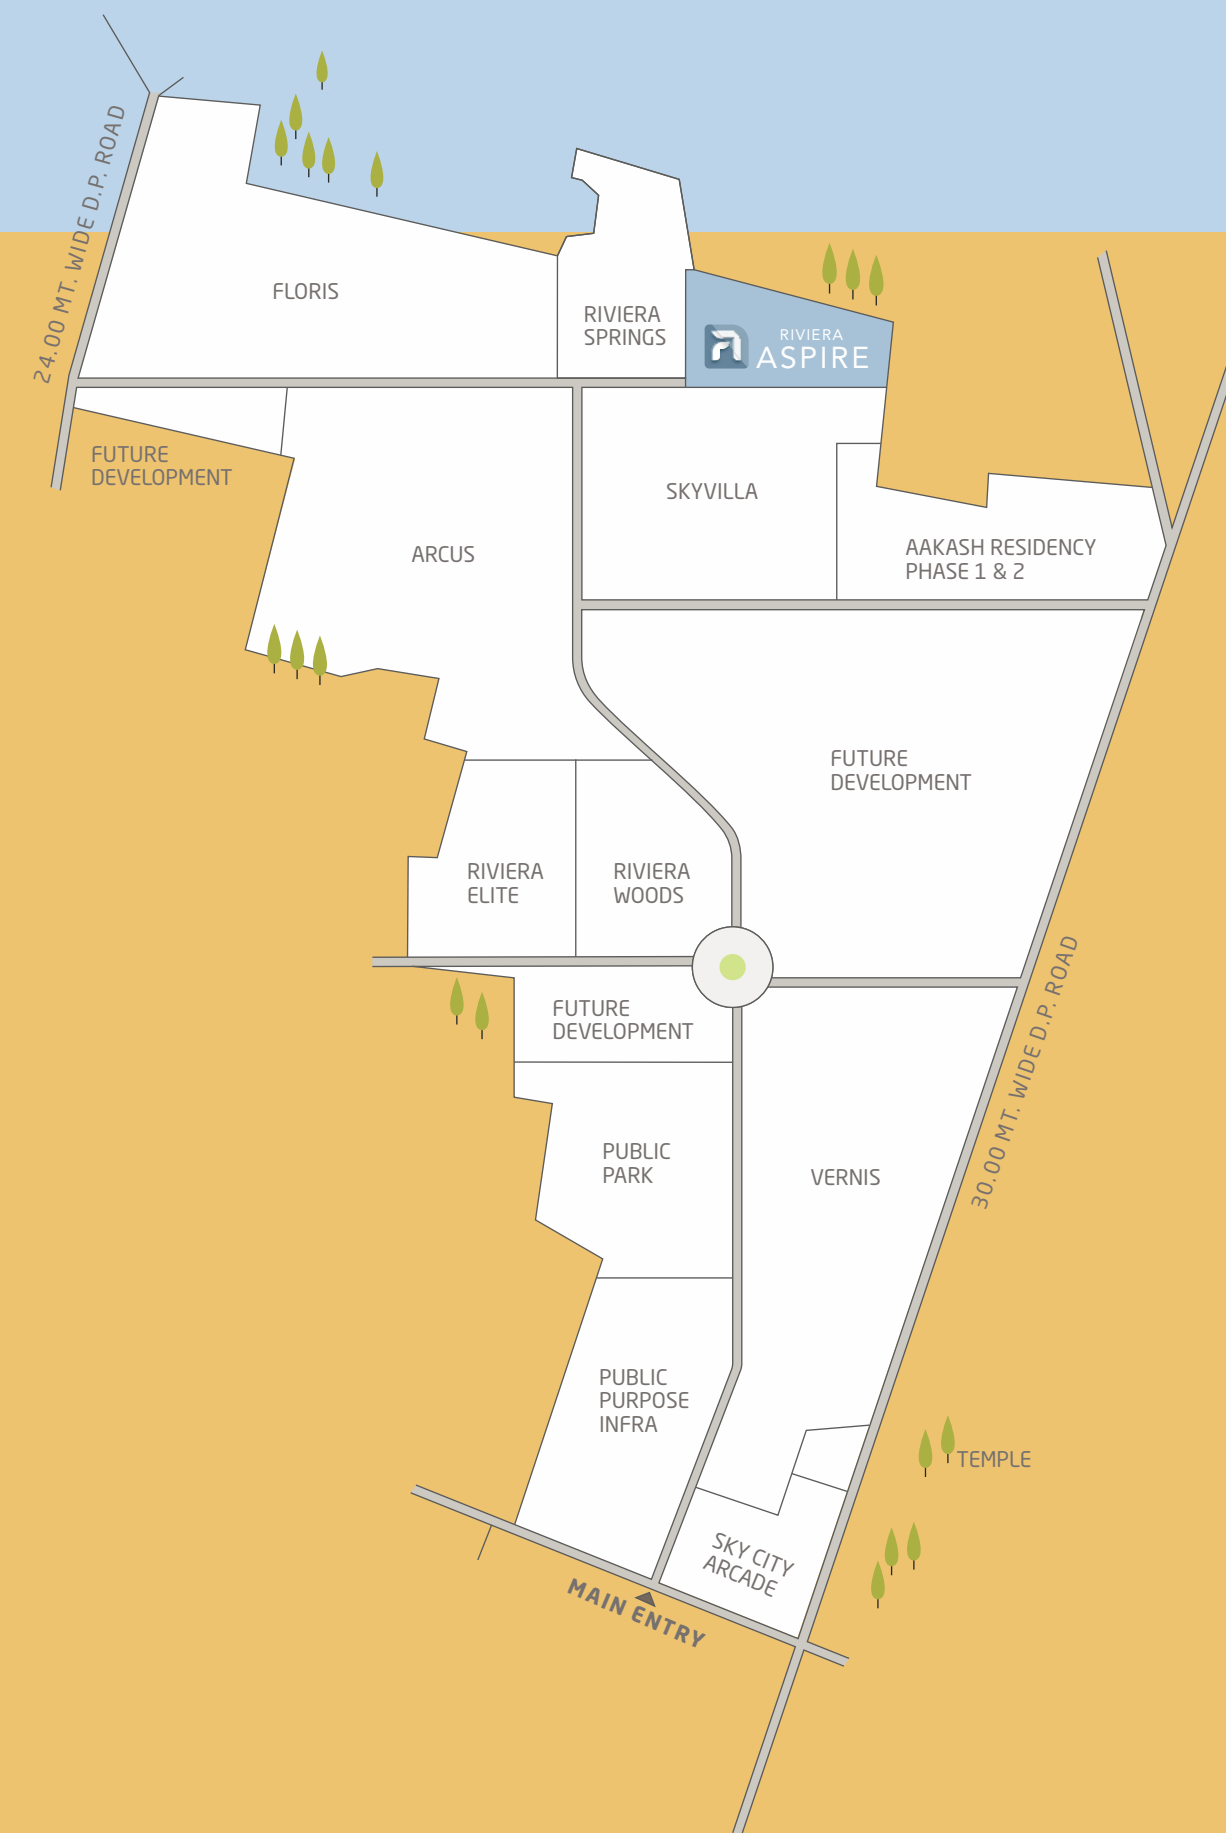 24.00 MT. WIDE D.P. ROAD
FLORIS
RIVIERA
SPRINGS
RIVIERA
ASPIRE
FUTURE
DEVELOPMENT
ARCUS
SKYVILLA
AAKASH RESIDENCY
PHASE 1 & 2
FUTURE
DEVELOPMENT
RIVIERA
ELITE
RIVIERA
WOODS
FUTURE
DEVELOPMENT
30.00 MT. WIDE D.P. ROAD
PUBLIC
PARK
VERNIS
PUBLIC
PURPOSE
INFRA
TEMPLE
SKY CITY
ARCADE
MAIN ENTRY